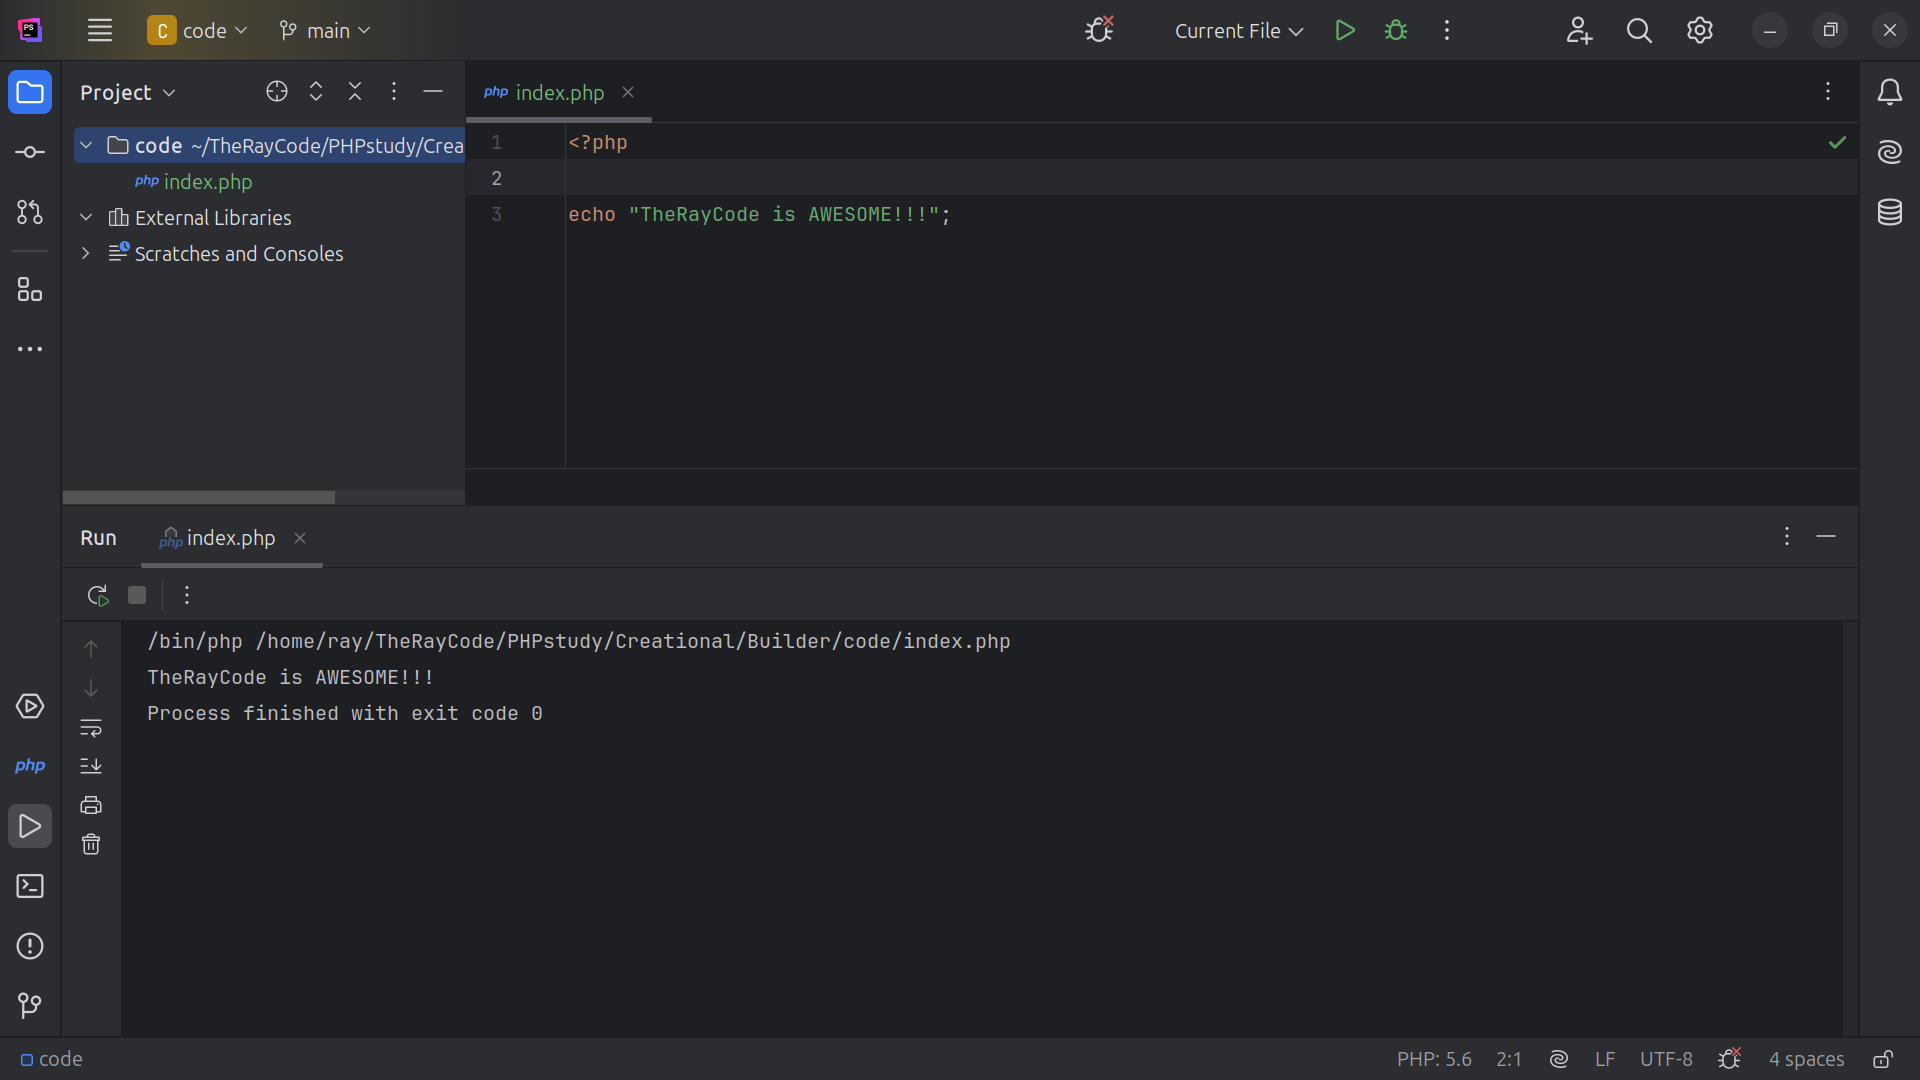 PS
C code main Current File
Project
php index.php
code ~/TheRayCode/PHPstudy/Crea
php index.php
External Libraries
Scratches and Consoles
1 <?php
2
3 echo "TheRayCode is AWESOME!!!";
Run php index.php
/bin/php /home/ray/TheRayCode/PHPstudy/Creational/Builder/code/index.php
TheRayCode is AWESOME!!!
Process finished with exit code 0
php
code PHP: 5.6 2:1 LF UTF-8 4 spaces